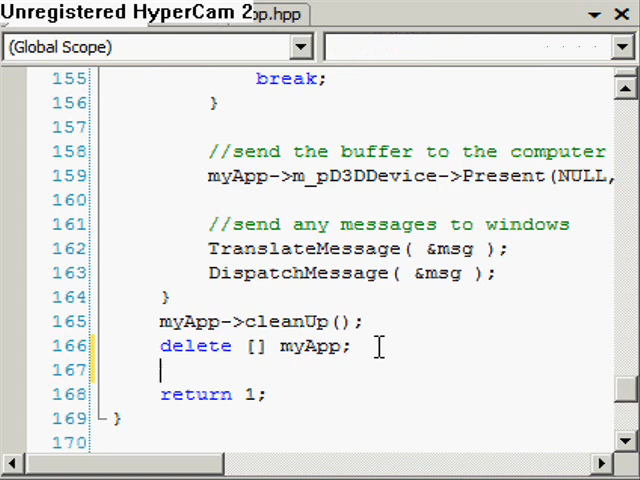 Unregistered HyperCam 2
pp.hpp
(Global Scope)
155 break;
156 }
157
158 //send the buffer to the computer
159 myApp->m_pD3DDevice->Present(NULL,
160
161 //send any messages to windows
162 TranslateMessage( &msg );
163 DispatchMessage( &msg );
164 }
165 myApp->cleanUp();
166 delete [] myApp;
167
168 return 1;
169 }
170